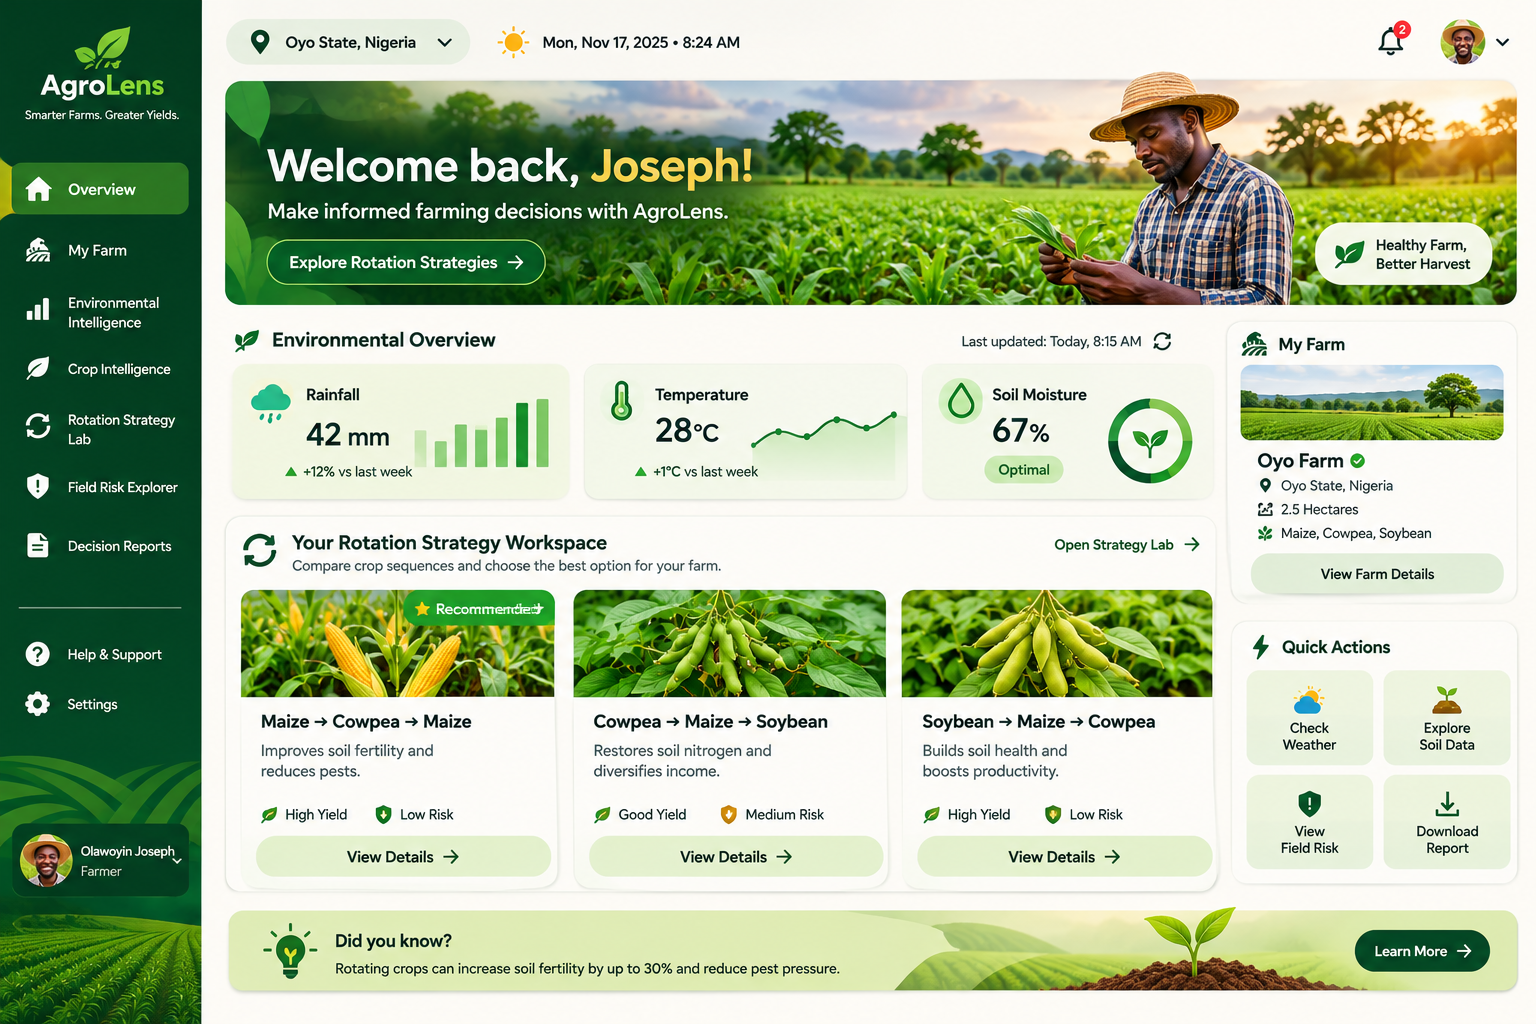 AgroLens
Smarter Farms. Greater Yields.
Overview
My Farm
Environmental
Intelligence
Crop Intelligence
Rotation Strategy
Lab
Field Risk Explorer
Decision Reports
Help & Support
Settings
Olawoyin Joseph
Farmer
Oyo State, Nigeria
Mon, Nov 17, 2025 • 8:24 AM
2
Welcome back, Joseph!
Make informed farming decisions with AgroLens.
Explore Rotation Strategies →
Healthy Farm,
Better Harvest
Environmental Overview
Last updated: Today, 8:15 AM
Rainfall
42 mm
▲ +12% vs last week
Temperature
28°C
▲ +1°C vs last week
Soil Moisture
67%
Optimal
My Farm
Oyo Farm
Oyo State, Nigeria
2.5 Hectares
Maize, Cowpea, Soybean
View Farm Details
Your Rotation Strategy Workspace
Compare crop sequences and choose the best option for your farm.
Open Strategy Lab →
Recommended
Maize → Cowpea → Maize
Improves soil fertility and
reduces pests.
High Yield
Low Risk
View Details →
Cowpea → Maize → Soybean
Restores soil nitrogen and
diversifies income.
Good Yield
Medium Risk
View Details →
Soybean → Maize → Cowpea
Builds soil health and
boosts productivity.
High Yield
Low Risk
View Details →
Quick Actions
Check
Weather
Explore
Soil Data
View
Field Risk
Download
Report
Did you know?
Rotating crops can increase soil fertility by up to 30% and reduce pest pressure.
Learn More →